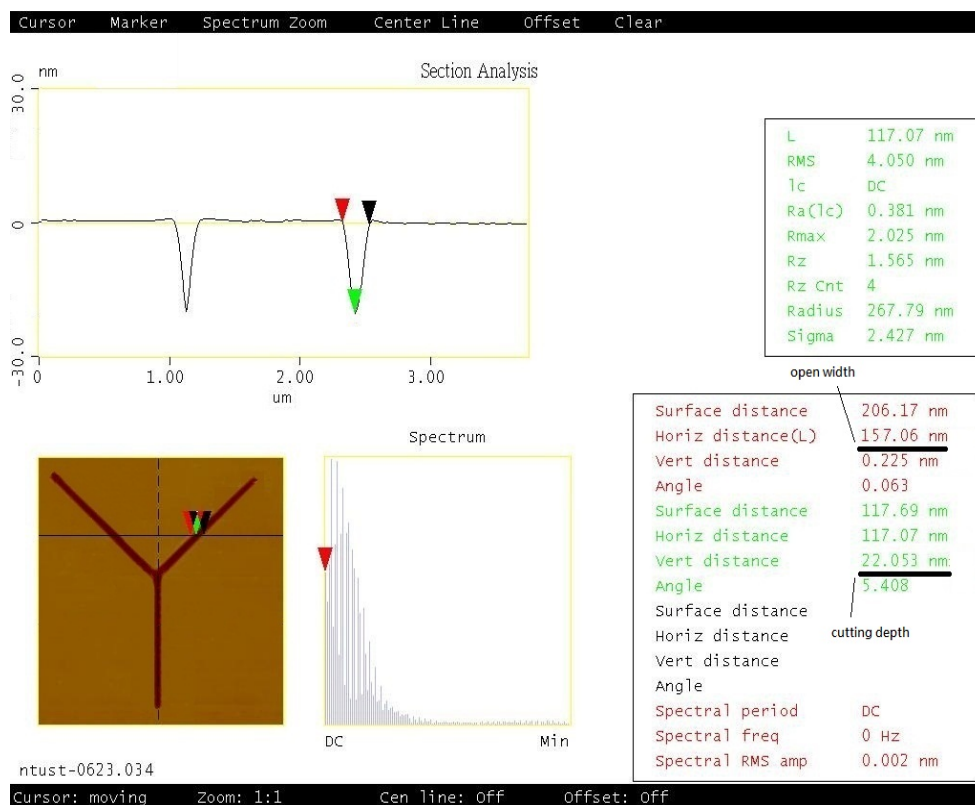 Cursor Marker Spectrum Zoom Center Line Offset Clear
nm
Section Analysis
30.0
0
-30.0
0 1.00 2.00 3.00
um
L 117.07 nm
RMS 4.050 nm
lc DC
Ra(lc) 0.381 nm
Rmax 2.025 nm
Rz 1.565 nm
Rz Cnt 4
Radius 267.79 nm
Sigma 2.427 nm
open width
Surface distance 206.17 nm
Horiz distance(L) 157.06 nm
Vert distance 0.225 nm
Angle 0.063
Surface distance 117.69 nm
Horiz distance 117.07 nm
Vert distance 22.053 nm
Angle 5.408
Surface distance
Horiz distance
cutting depth
Vert distance
Angle
Spectral period DC
Spectral freq 0 Hz
Spectral RMS amp 0.002 nm
Spectrum
DC Min
ntust-0623.034
Cursor: moving Zoom: 1:1 Cen line: Off Offset: Off